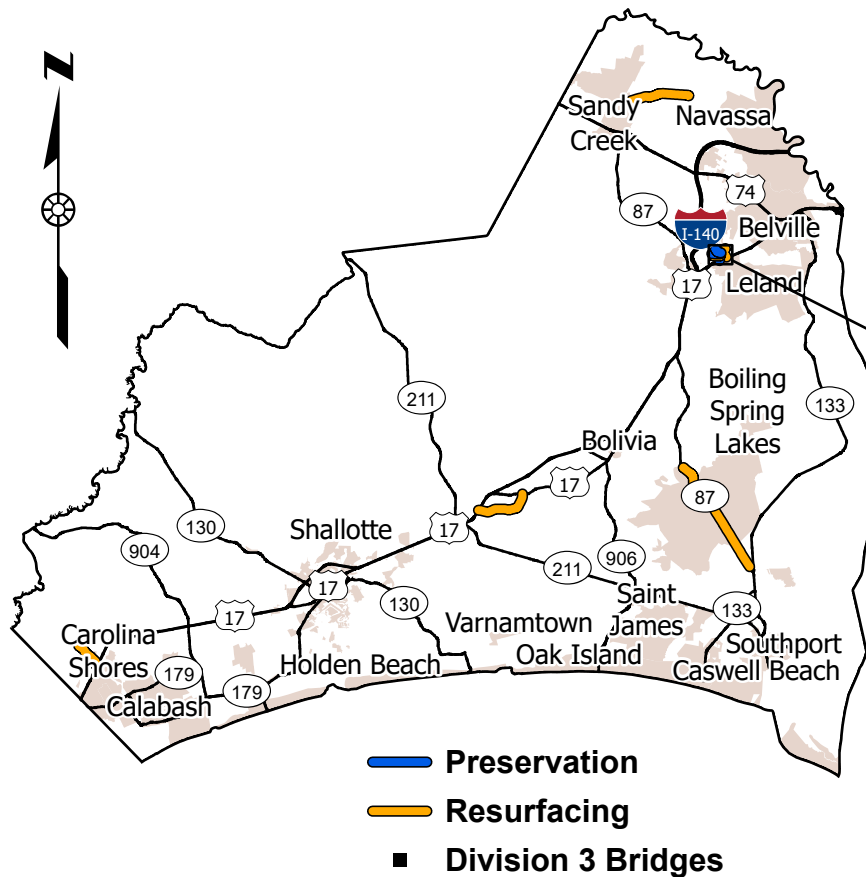 Z
Sandy
Creek
Navassa
74
87
I-140
Belville
17
Leland
Boiling
Spring
Lakes
133
211
Bolivia
17
87
130
Shallotte
17
904
906
211
17
Saint
James
133
17
130
Varnamtown
Carolina
Shores
Oak Island
Southport
179
Holden Beach
Caswell Beach
179
Calabash
Preservation
Resurfacing
Division 3 Bridges